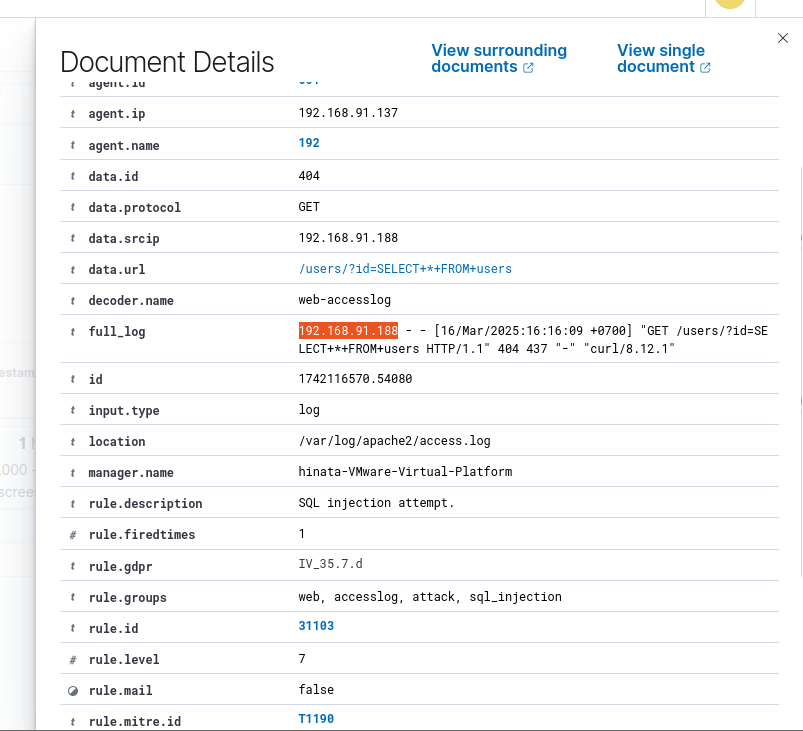 Document Details
View surrounding
documents
View single
document
t agent.ip 192.168.91.137
t agent.name 192
t data.id 404
t data.protocol GET
t data.srcip 192.168.91.188
t data.url /users/?id=SELECT+*+FROM+users
t decoder.name web-accesslog
t full_log 192.168.91.188 - - [16/Mar/2025:16:16:09 +0700] "GET /users/?id=SE
LECT+*+FROM+users HTTP/1.1" 404 437 "-" "curl/8.12.1"
t id 1742116570.54080
t input.type log
t location /var/log/apache2/access.log
t manager.name hinata-VMware-Virtual-Platform
t rule.description SQL injection attempt.
# rule.firedtimes 1
t rule.gdpr IV_35.7.d
t rule.groups web, accesslog, attack, sql_injection
t rule.id 31103
# rule.level 7
rule.mail false
t rule.mitre.id T1190